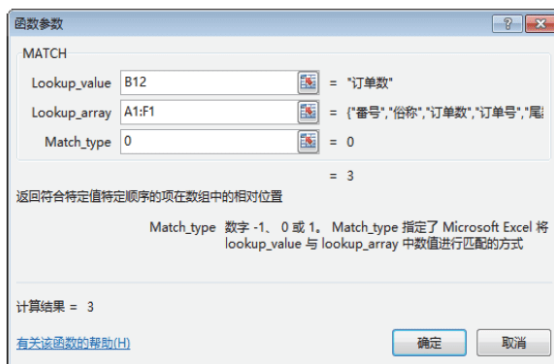 函数参数
MATCH
Lookup_value B12 = "订单数"
Lookup_array A1:F1 = {"番号","俗称","订单数","订单号","尾
Match_type 0 = 0
= 3
返回符合特定值特定顺序的项在数组中的相对位置
Match_type 数字 -1、 0 或 1。 Match_type 指定了 Microsoft Excel 将
lookup_value 与 lookup_array 中数值进行匹配的方式
计算结果 = 3
有关该函数的帮助(H)
确定 取消